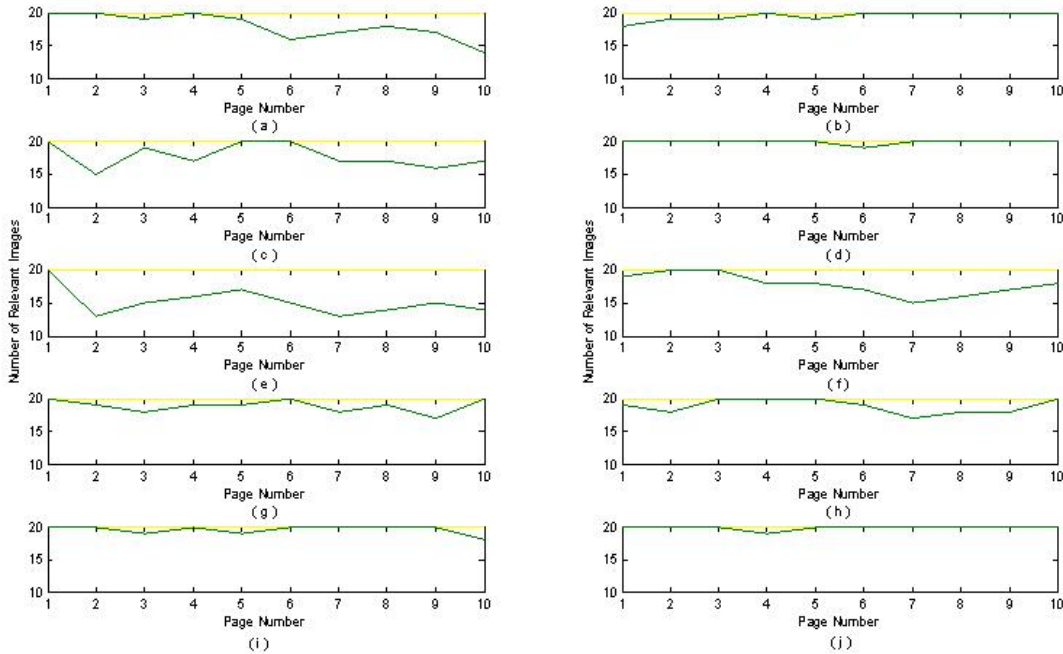 20
15
10
1 2 3 4 5 6 7 8 9 10
Page Number
( a )
20
15
10
1 2 3 4 5 6 7 8 9 10
Page Number
( b )
Number of Relevant Images
20
15
10
1 2 3 4 5 6 7 8 9 10
Page Number
( c )
Number of Relevant Images
20
15
10
1 2 3 4 5 6 7 8 9 10
Page Number
( d )
20
15
10
1 2 3 4 5 6 7 8 9 10
Page Number
( e )
20
15
10
1 2 3 4 5 6 7 8 9 10
Page Number
( f )
20
15
10
1 2 3 4 5 6 7 8 9 10
Page Number
( g )
20
15
10
1 2 3 4 5 6 7 8 9 10
Page Number
( h )
20
15
10
1 2 3 4 5 6 7 8 9 10
Page Number
( i )
20
15
10
1 2 3 4 5 6 7 8 9 10
Page Number
( j )